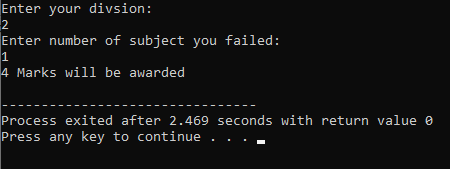 Enter your divsion:
2
Enter number of subject you failed:
1
4 Marks will be awarded
--------------------------------
Process exited after 2.469 seconds with return value 0
Press any key to continue . . .